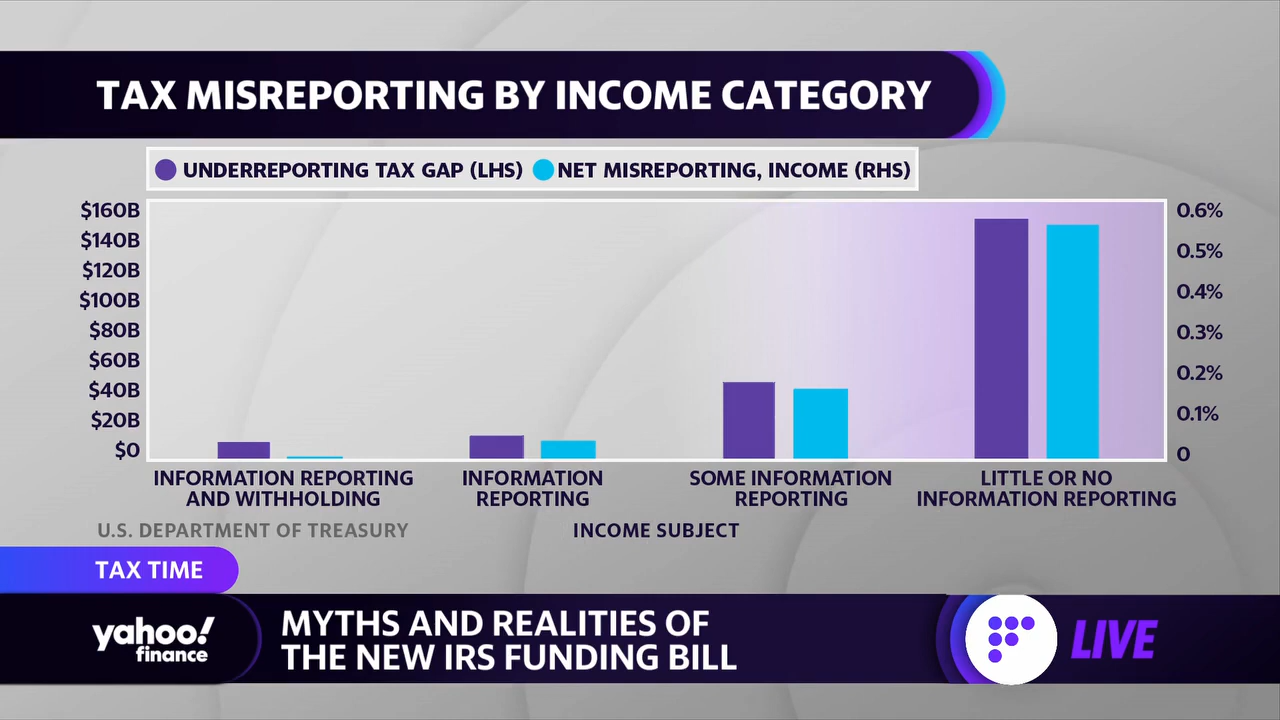 TAX MISREPORTING BY INCOME CATEGORY
UNDERREPORTING TAX GAP (LHS) NET MISREPORTING, INCOME (RHS)
$160B
$140B
$120B
$100B
$80B
$60B
$40B
$20B
$0
0.6%
0.5%
0.4%
0.3%
0.2%
0.1%
0
INFORMATION REPORTING
AND WITHHOLDING
INFORMATION
REPORTING
SOME INFORMATION
REPORTING
LITTLE OR NO
INFORMATION REPORTING
U.S. DEPARTMENT OF TREASURY
INCOME SUBJECT
TAX TIME
yahoo!
finance
MYTHS AND REALITIES OF
THE NEW IRS FUNDING BILL
LIVE